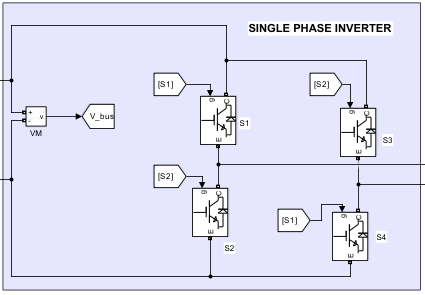 SINGLE PHASE INVERTER
[S1]
[S2]
g
C
g
C
+
-
v
V_bus
S1
E
S3
E
VM
[S2]
g
C
[S1]
g
C
E
S2
S4
E